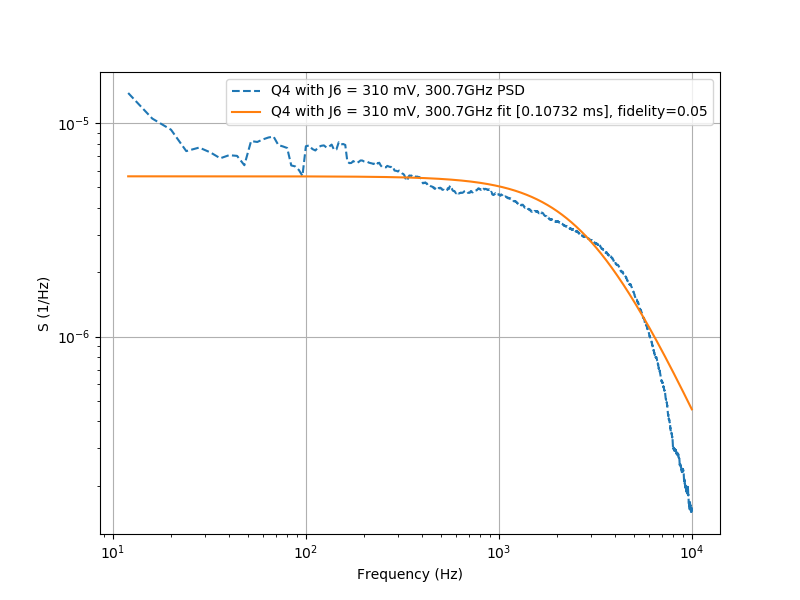 Q4 with J6 = 310 mV, 300.7GHz PSD
Q4 with J6 = 310 mV, 300.7GHz fit [0.10732 ms], fidelity=0.05
10⁻⁵
10⁻⁶
S (1/Hz)
10¹ 10² 10³ 10⁴
Frequency (Hz)